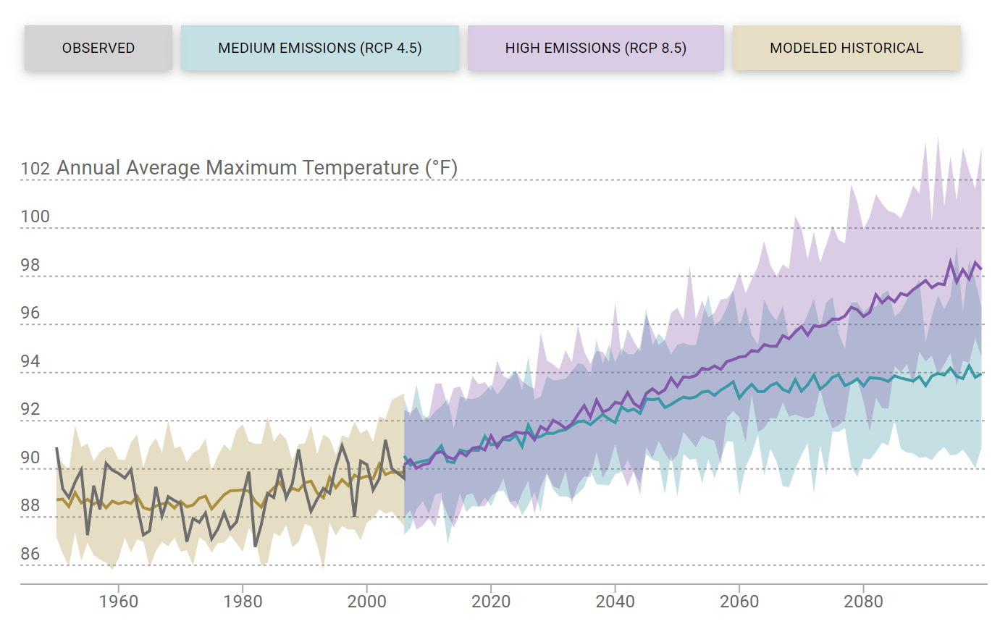 OBSERVED
MEDIUM EMISSIONS (RCP 4.5)
HIGH EMISSIONS (RCP 8.5)
MODELED HISTORICAL
102 Annual Average Maximum Temperature (°F)
100
98
96
94
92
90
88
86
1960 1980 2000 2020 2040 2060 2080